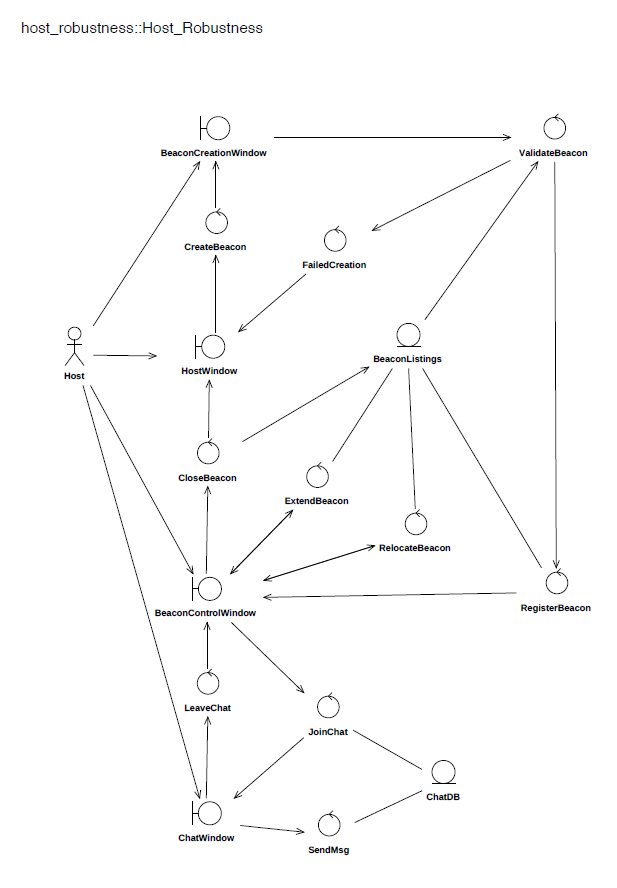 host_robustness::Host_Robustness
BeaconCreationWindow
ValidateBeacon
CreateBeacon
FailedCreation
BeaconListings
HostWindow
Host
CloseBeacon
ExtendBeacon
RelocateBeacon
RegisterBeacon
BeaconControlWindow
LeaveChat
JoinChat
ChatDB
ChatWindow
SendMsg